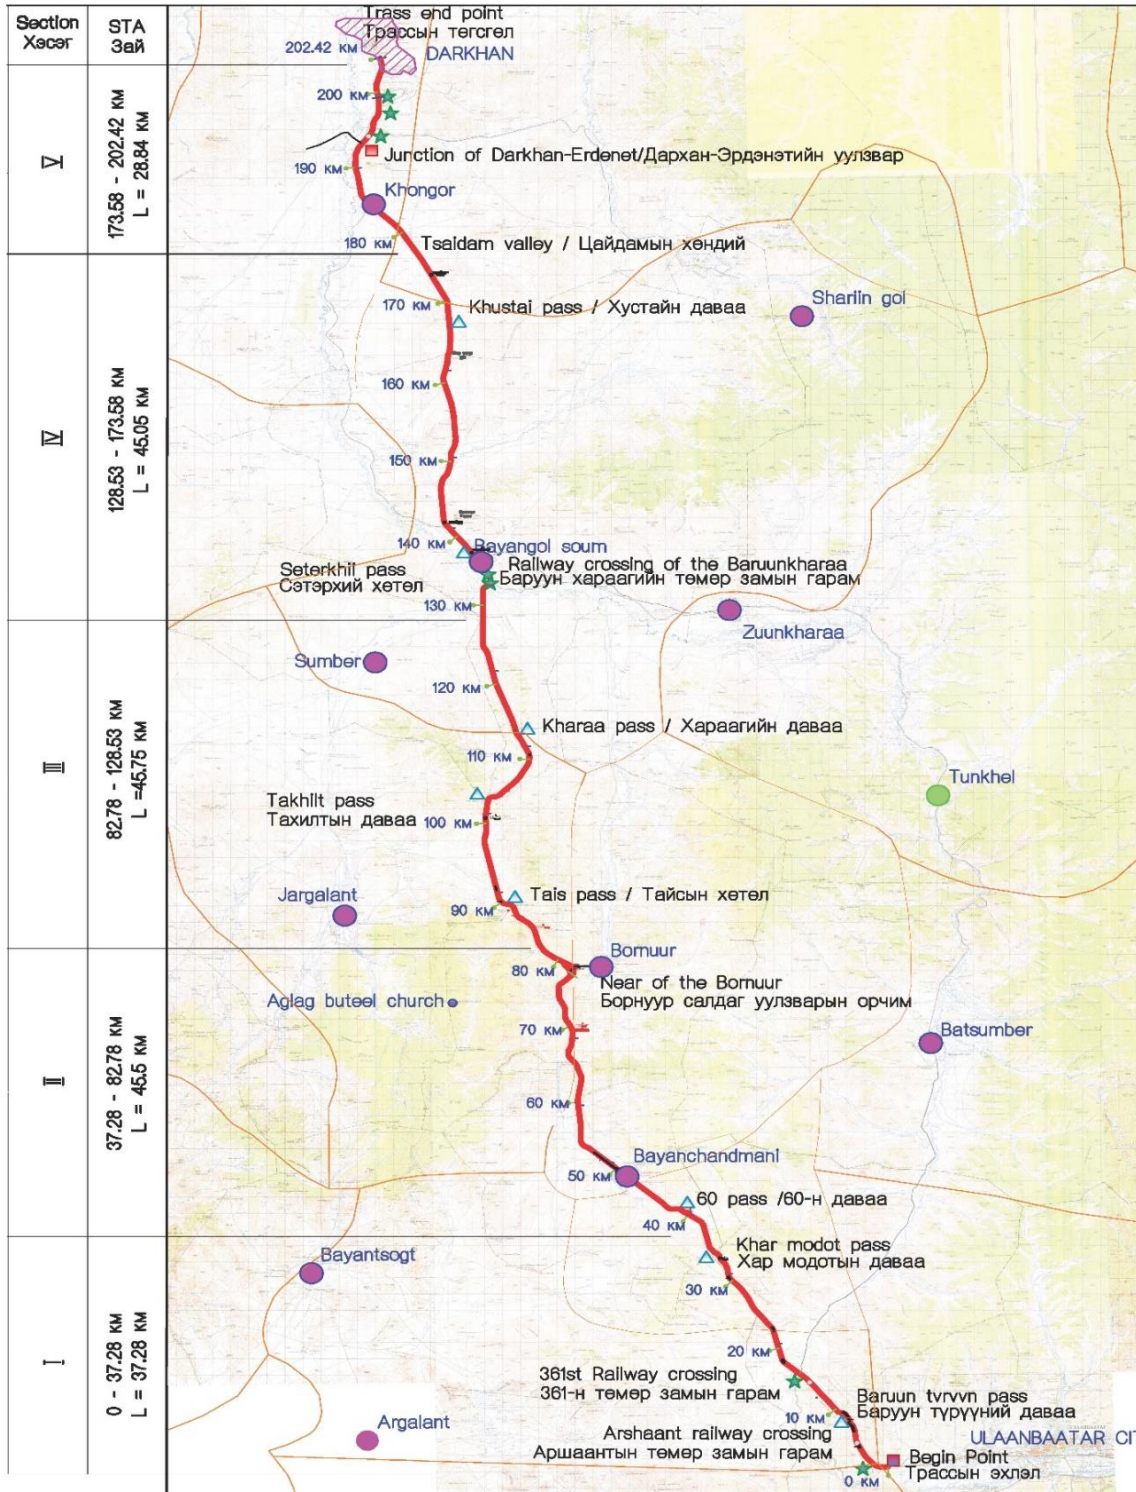 Section
Хэсэг
STA
Зай
Trass end point
Трассын төгсгөл
202.42 КМ
DARKHAN
200 КМ
V
173.58 - 202.42 КМ
L = 28.84 КМ
Junction of Darkhan-Erdenet/Дархан-Эрдэнэтийн уулзвар
190 КМ
Khongor
180 КМ
Tsaidam valley / Цайдамын хөндий
170 КМ
Khustai pass / Хустайн даваа
Shariin gol
160 КМ
IV
128.53 - 173.58 КМ
L = 45.05 КМ
150 КМ
140 КМ
Bayangol soum
Seterkhii pass
Сэтэрхий хөтөл
Railway crossing of the Baruunkharaa
Баруун хараагийн төмөр замын гарам
130 КМ
Zuunkharaa
Sumber
120 КМ
Kharaa pass / Хараагийн даваа
110 КМ
III
82.78 - 128.53 КМ
L =45.75 КМ
Tunkhel
Takhilt pass
Тахилтын даваа
100 КМ
Jargalant
Tais pass / Тайсын хөтөл
90 КМ
Bornuur
80 КМ
Near of the Bornuur
Борнуур салдаг уулзварын орчим
Aglag buteel church
70 КМ
Batsumber
II
37.28 - 82.78 КМ
L = 45.5 КМ
60 КМ
Bayanchandmani
50 КМ
60 pass /60-н даваа
40 КМ
Khar modot pass
Хар модотын даваа
Bayantsogt
30 КМ
20 КМ
I
0 - 37.28 КМ
L = 37.28 КМ
361st Railway crossing
361-н төмөр замын гарам
Baruun tvrvvn pass
Баруун түрүүний даваа
10 КМ
Argalant
Arshaant railway crossing
Аршаантын төмөр замын гарам
ULAANBAATAR CIT
Begin Point
Трассын эхлэл
0 КМ